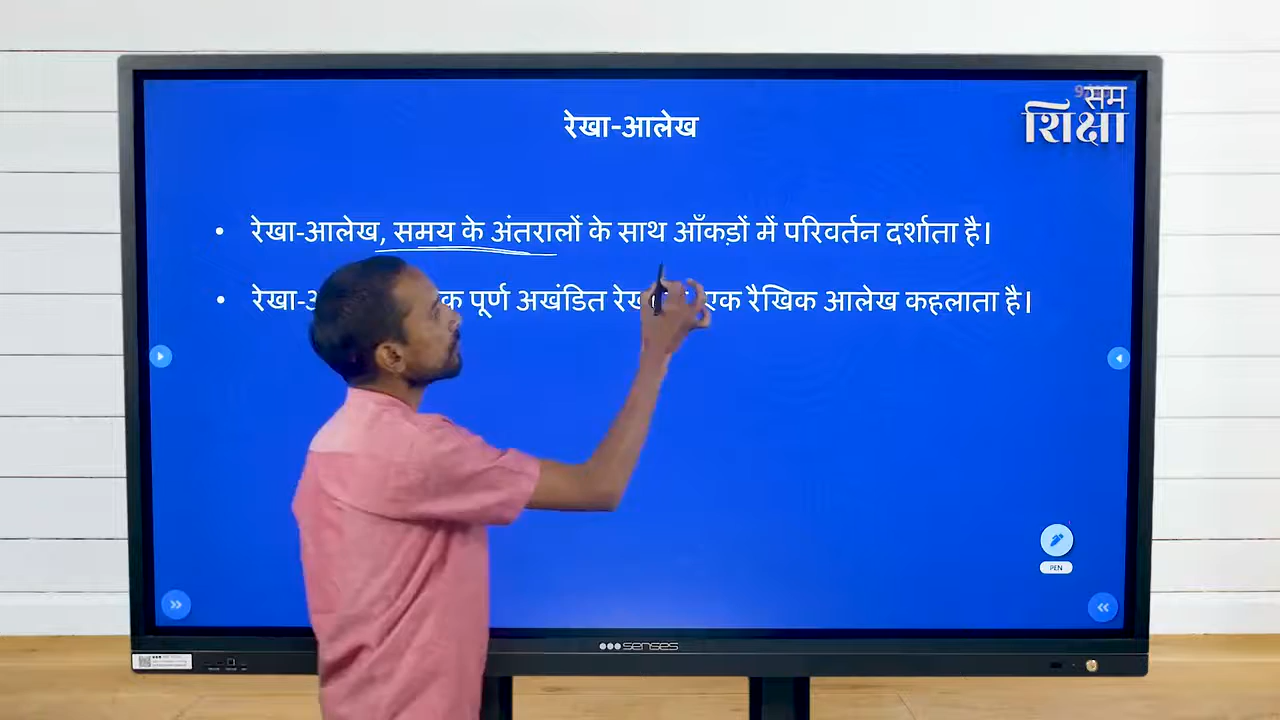 सम
शिक्षा
रेखा-आलेख
• रेखा-आलेख, समय के अंतरालों के साथ आँकड़ों में परिवर्तन दर्शाता है।
• पूर्ण अखंडित एक रैखिक आलेख कहलाता है।
PEN
senses